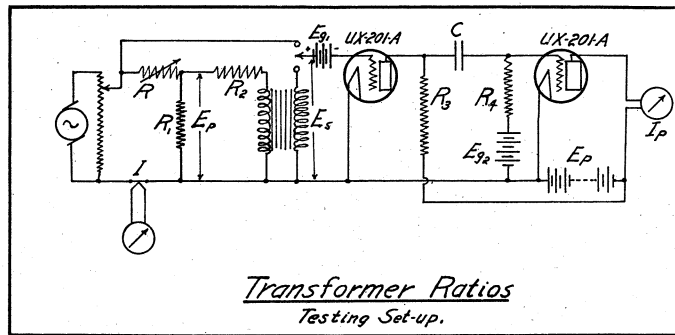 Eg1 UX-201-A C UX-201-A
R R2 R3 R4 Ip
R1 Ep Es
Eg2 Ep
I
Transformer Ratios
Testing Set-up.